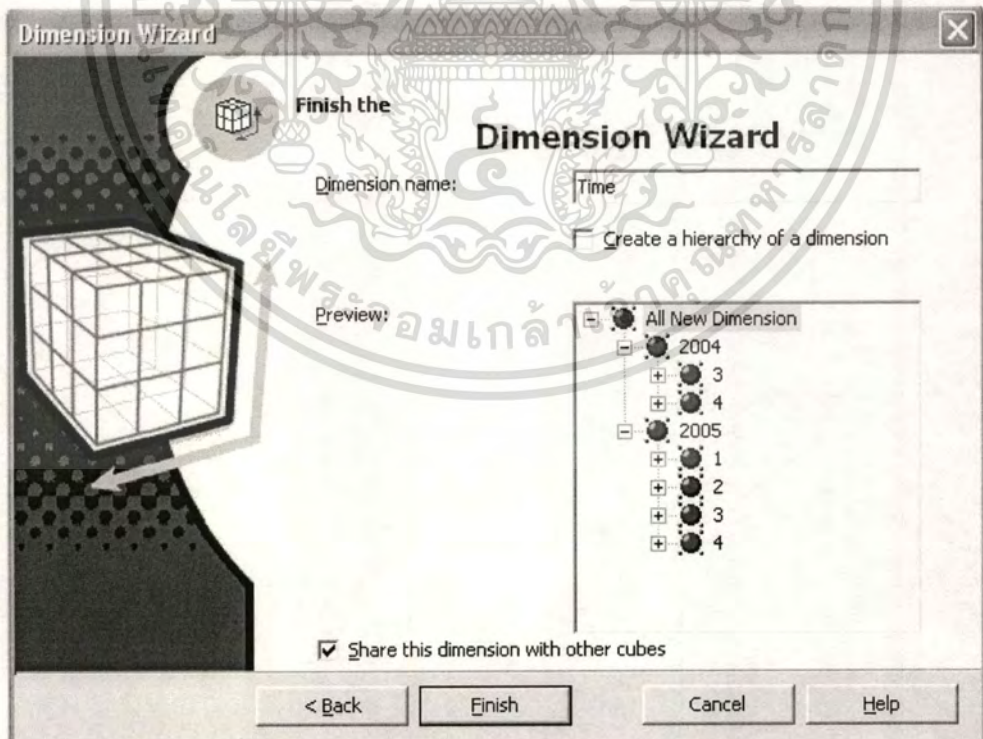 Dimension Wizard
Finish the
Dimension Wizard
Dimension name:
Time
Create a hierarchy of a dimension
Preview:
All New Dimension
2004
3
4
2005
1
2
3
4
Share this dimension with other cubes
< Back
Finish
Cancel
Help